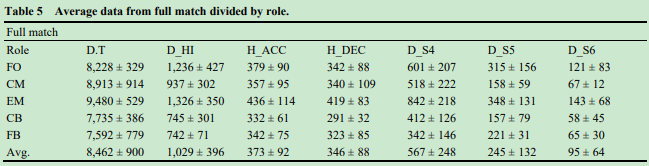 Table 5 Average data from full match divided by role.
Full match
Role D.T D_HI H_ACC H_DEC D_S4 D_S5 D_S6
FO 8,228 ± 329 1,236 ± 427 379 ± 90 342 ± 88 601 ± 207 315 ± 156 121 ± 83
CM 8,913 ± 914 937 ± 302 357 ± 95 340 ± 109 518 ± 222 158 ± 59 67 ± 12
EM 9,480 ± 529 1,326 ± 350 436 ± 114 419 ± 83 842 ± 218 348 ± 131 143 ± 68
CB 7,735 ± 386 745 ± 301 332 ± 61 291 ± 32 412 ± 126 157 ± 79 58 ± 45
FB 7,592 ± 779 742 ± 71 342 ± 75 323 ± 85 342 ± 146 221 ± 31 65 ± 30
Avg. 8,462 ± 900 1,029 ± 396 373 ± 92 346 ± 88 567 ± 248 245 ± 132 95 ± 64